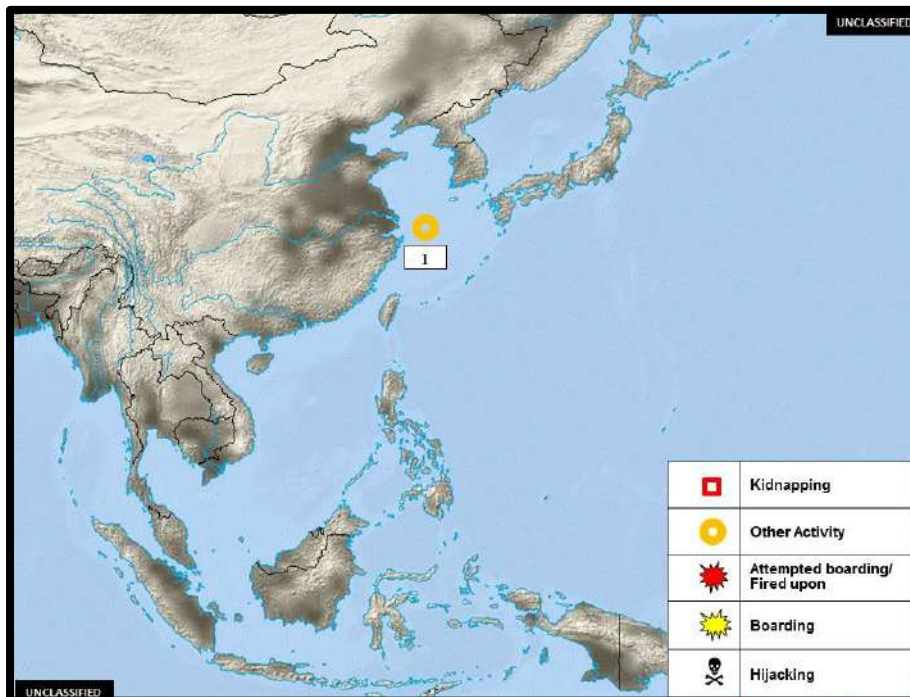 UNCLASSIFIED
1
Kidnapping
Other Activity
Attempted boarding/
Fired upon
Boarding
Hijacking
UNCLASSIFIED